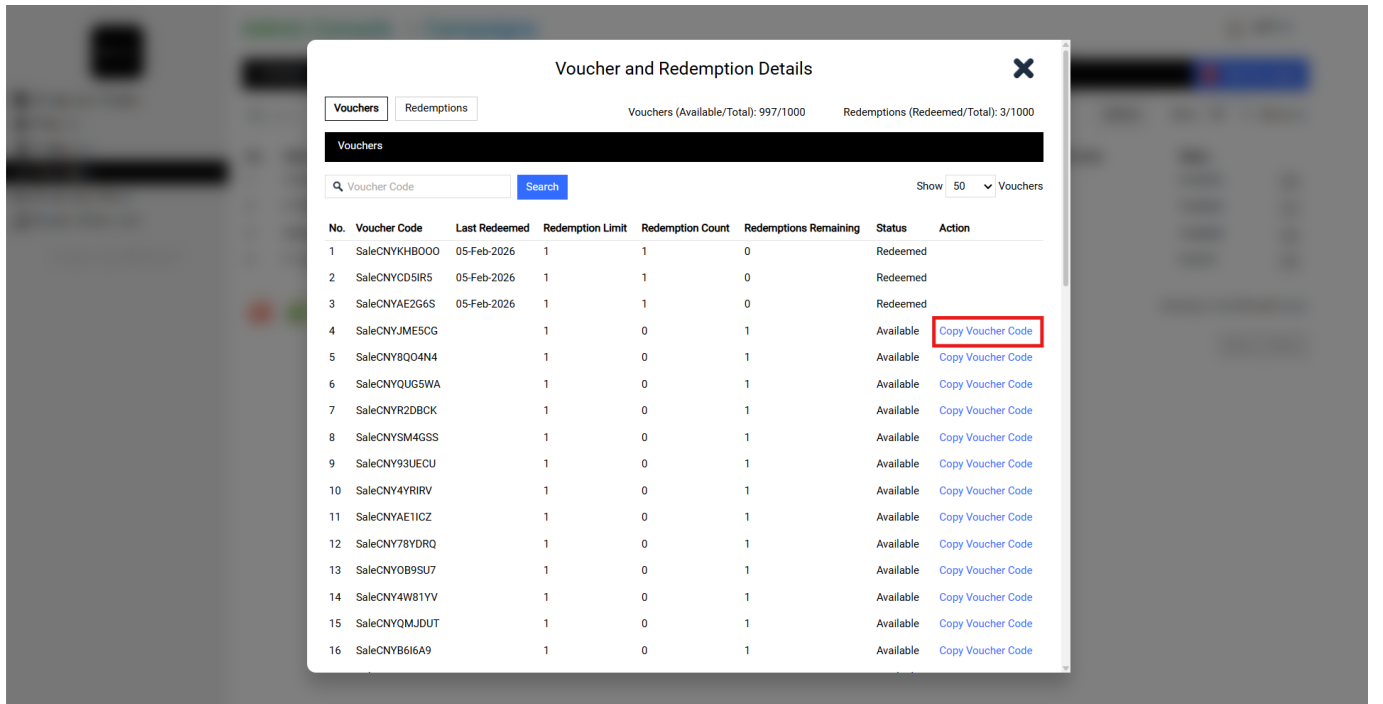 Voucher and Redemption Details
Vouchers Redemptions Vouchers (Available/Total): 997/1000 Redemptions (Redeemed/Total): 3/1000
Vouchers
Voucher Code Search Show 50 Vouchers
No. Voucher Code Last Redeemed Redemption Limit Redemption Count Redemptions Remaining Status Action
1 SaleCNYKHBOOO 05-Feb-2026 1 1 0 Redeemed
2 SaleCNYCD5IR5 05-Feb-2026 1 1 0 Redeemed
3 SaleCNYAE2G6S 05-Feb-2026 1 1 0 Redeemed
4 SaleCNYJME5CG 1 0 1 Available Copy Voucher Code
5 SaleCNY8QO4N4 1 0 1 Available Copy Voucher Code
6 SaleCNYQUG5WA 1 0 1 Available Copy Voucher Code
7 SaleCNYR2DBCK 1 0 1 Available Copy Voucher Code
8 SaleCNYSM4GSS 1 0 1 Available Copy Voucher Code
9 SaleCNY93UECU 1 0 1 Available Copy Voucher Code
10 SaleCNY4YRIRV 1 0 1 Available Copy Voucher Code
11 SaleCNYAE1ICZ 1 0 1 Available Copy Voucher Code
12 SaleCNY78YDRQ 1 0 1 Available Copy Voucher Code
13 SaleCNYOB9SU7 1 0 1 Available Copy Voucher Code
14 SaleCNY4W81YV 1 0 1 Available Copy Voucher Code
15 SaleCNYQMJDUT 1 0 1 Available Copy Voucher Code
16 SaleCNYB6I6A9 1 0 1 Available Copy Voucher Code